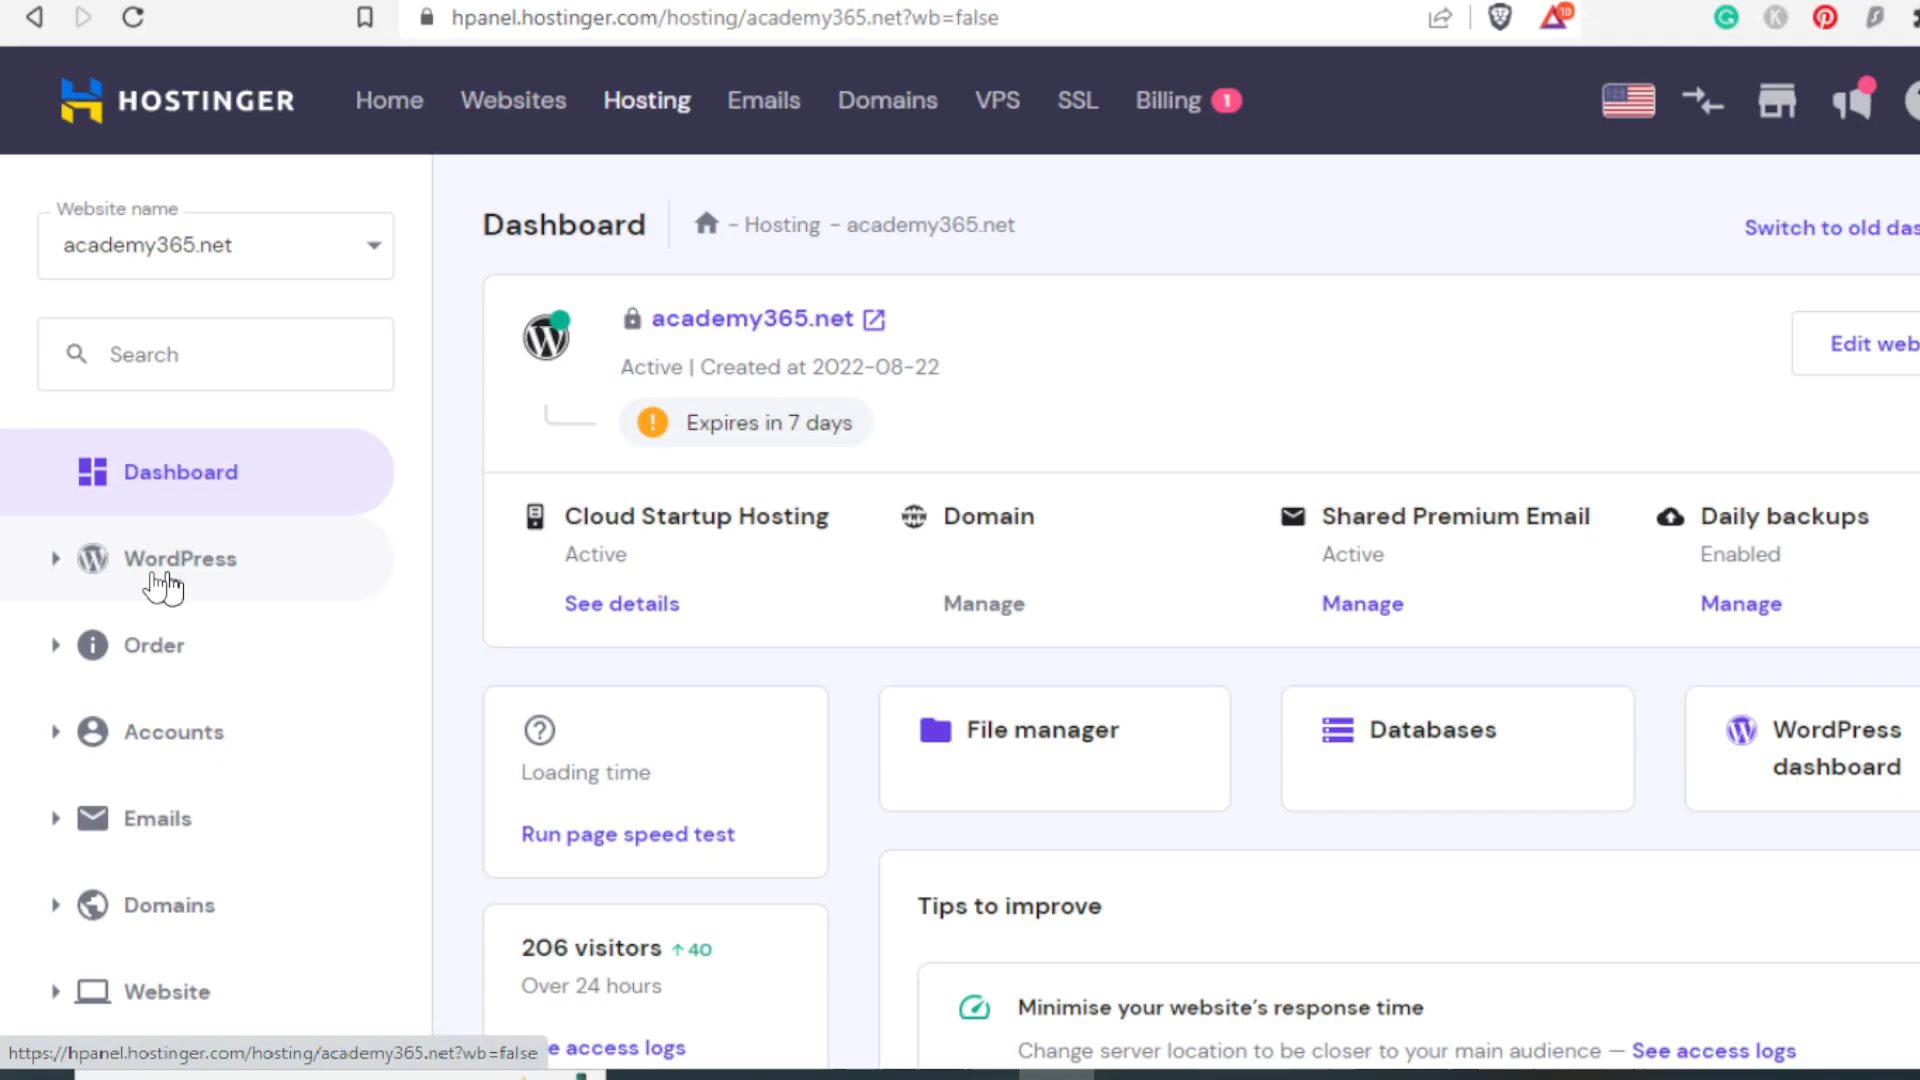 hpanel.hostinger.com/hosting/academy365.net?wb=false
10
HOSTINGER
Home
Websites
Hosting
Emails
Domains
VPS
SSL
Billing 1
Website name
academy365.net
Search
Dashboard
WordPress
Order
Accounts
Emails
Domains
Website
Dashboard
- Hosting - academy365.net
Switch to old das
academy365.net
Active | Created at 2022-08-22
Expires in 7 days
Edit web
Cloud Startup Hosting
Active
See details
Domain
Manage
Shared Premium Email
Active
Manage
Daily backups
Enabled
Manage
Loading time
Run page speed test
File manager
Databases
WordPress
dashboard
206 visitors ↑40
Over 24 hours
e access logs
Tips to improve
Minimise your website's response time
Change server location to be closer to your main audience — See access logs
https://hpanel.hostinger.com/hosting/academy365.net?wb=false